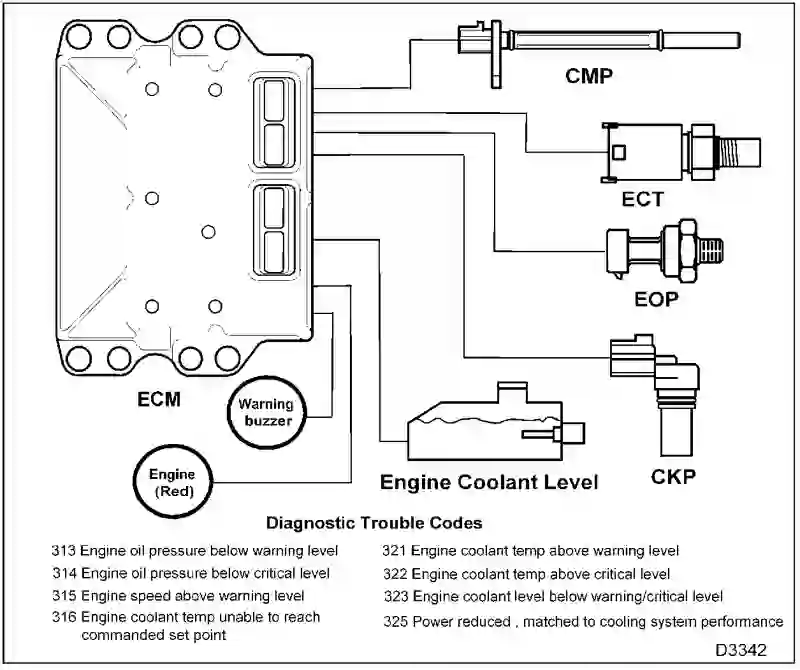 CMP
ECT
EOP
ECM
Warning
buzzer
CKP
Engine
(Red)
Engine Coolant Level
Diagnostic Trouble Codes
313 Engine oil pressure below warning level
314 Engine oil pressure below critical level
315 Engine speed above warning level
316 Engine coolant temp unable to reach
commanded set point
321 Engine coolant temp above warning level
322 Engine coolant temp above critical level
323 Engine coolant level below warning/critical level
325 Power reduced , matched to cooling system performance
D3342